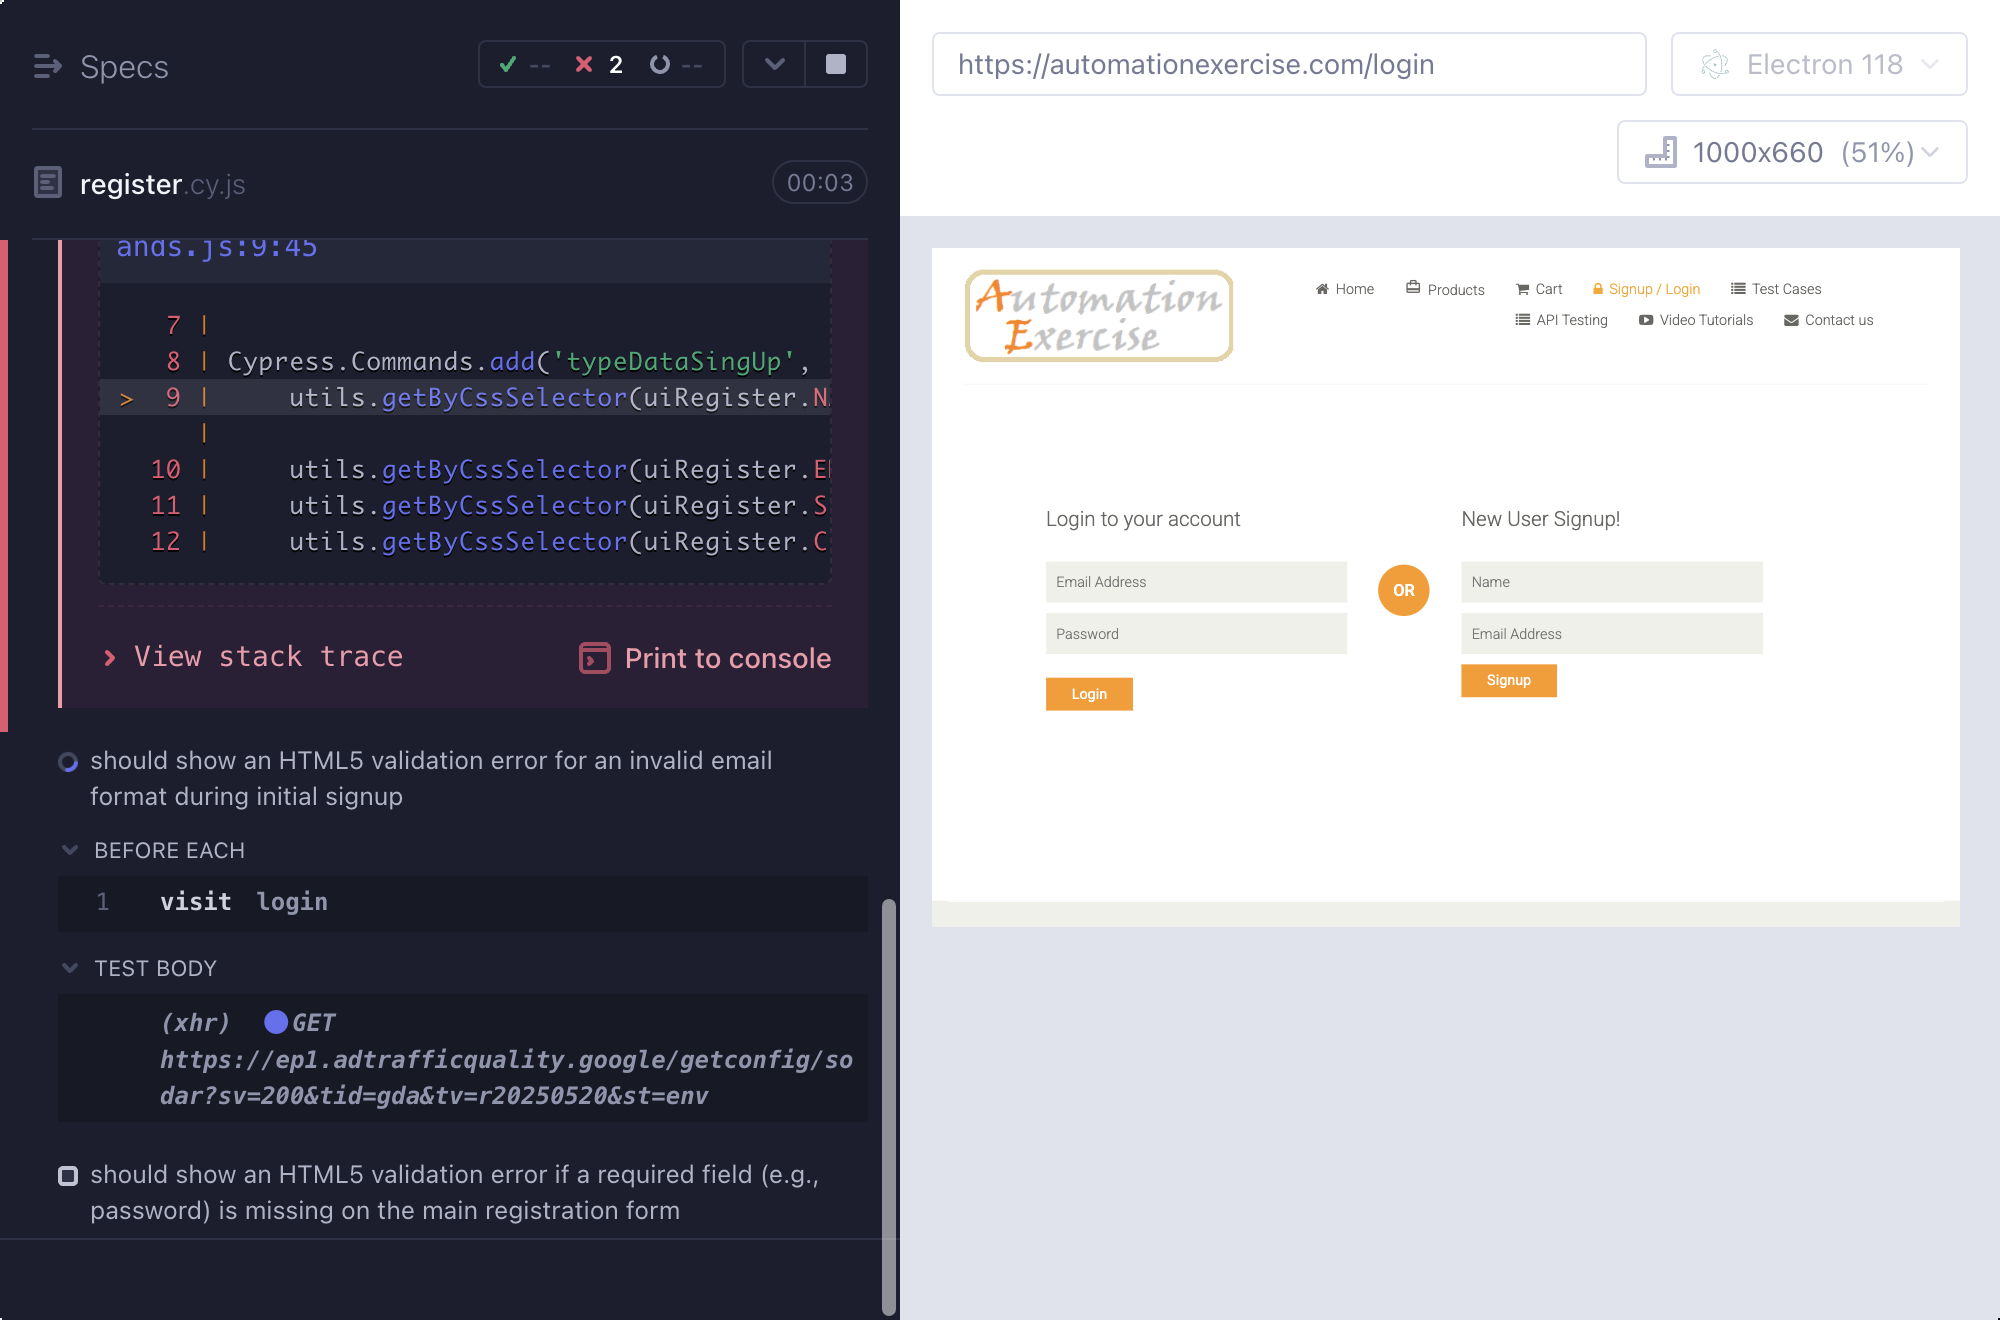 Specs
-- 2 --
register.cy.js
00:03
ands.js:9:45
7 |
8 | Cypress.Commands.add('typeDataSingUp',
> 9 | utils.getByCssSelector(uiRegister.N
|
10 | utils.getByCssSelector(uiRegister.E
11 | utils.getByCssSelector(uiRegister.S
12 | utils.getByCssSelector(uiRegister.C
View stack trace
Print to console
should show an HTML5 validation error for an invalid email
format during initial signup
BEFORE EACH
1 visit login
TEST BODY
(xhr) GET
https://ep1.adtrafficquality.google/getconfig/so
dar?sv=200&tid=gda&tv=r20250520&st=env
should show an HTML5 validation error if a required field (e.g.,
password) is missing on the main registration form
https://automationexercise.com/login
Electron 118
1000x660 (51%)
Automation
Exercise
Home Products Cart Signup / Login Test Cases
API Testing Video Tutorials Contact us
Login to your account
Email Address
Password
Login
OR
New User Signup!
Name
Email Address
Signup